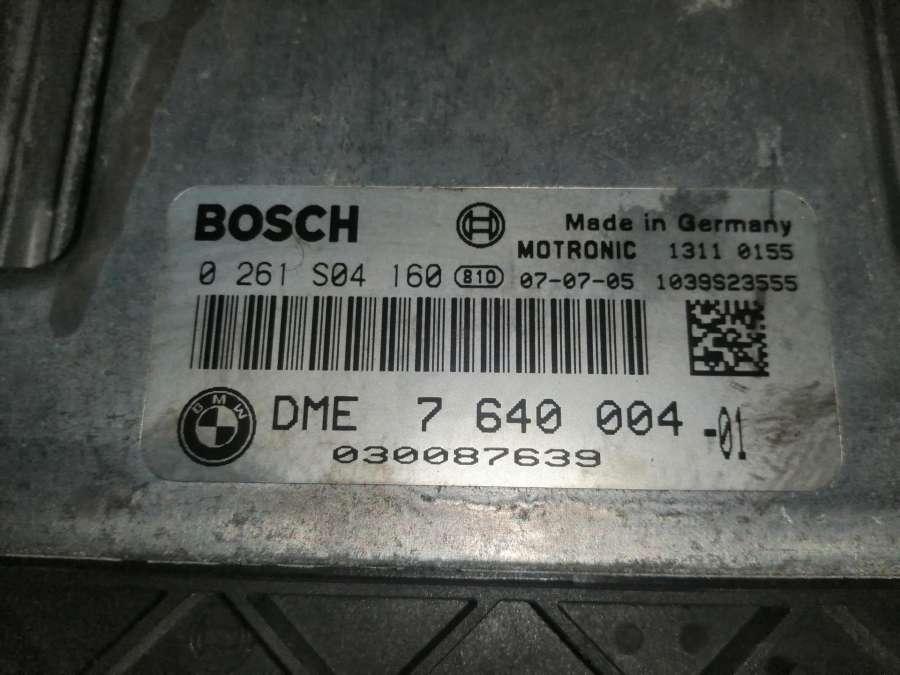 BOSCH
Made in Germany
MOTRONIC 1311 0155
0 261 S04 160 810 07-07-05 1039S23555
BMW
DME 7 640 004 -01
030087639